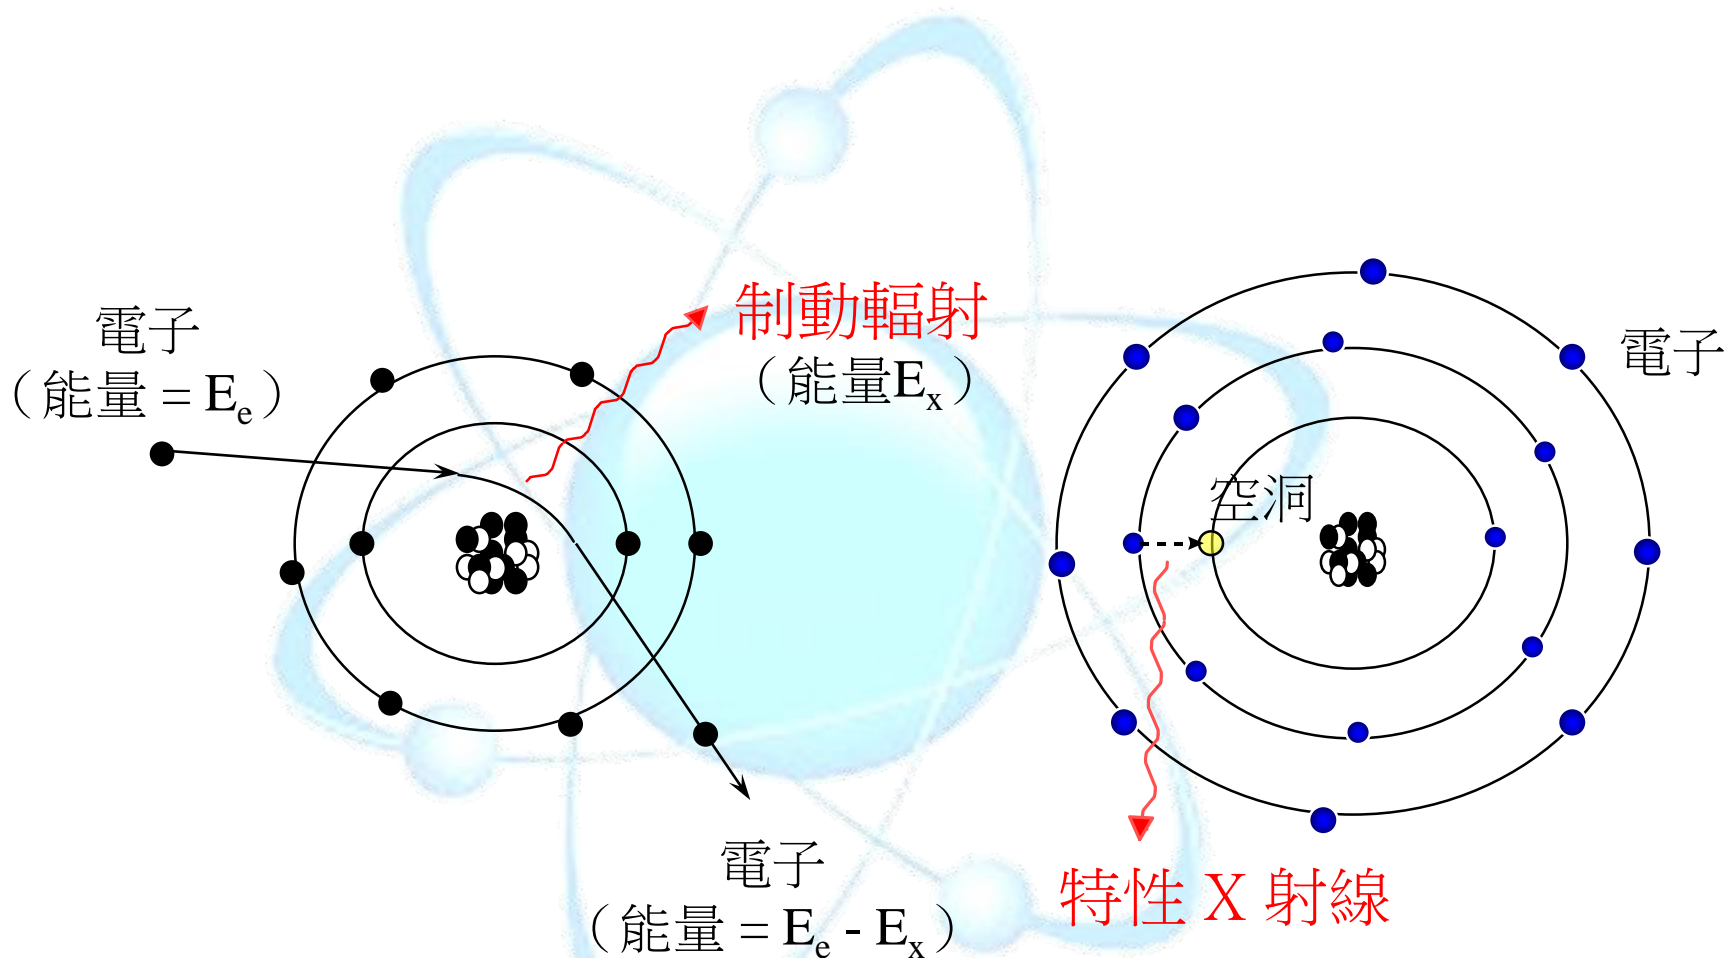 電子
（能量 = Ee）
制動輻射
（能量Ex）
電子
（能量 = Ee - Ex）
電子
空洞
特性 X 射線